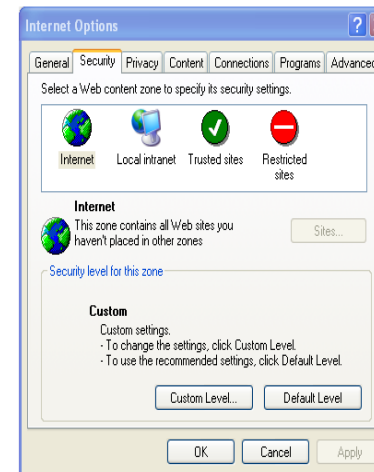 Internet Options
?
General Security Privacy Content Connections Programs Advanced
Select a Web content zone to specify its security settings.
Internet Local intranet Trusted sites Restricted sites
Internet
This zone contains all Web sites you
haven't placed in other zones
Sites...
Security level for this zone
Custom
Custom settings.
- To change the settings, click Custom Level.
- To use the recommended settings, click Default Level.
Custom Level... Default Level
OK Cancel Apply